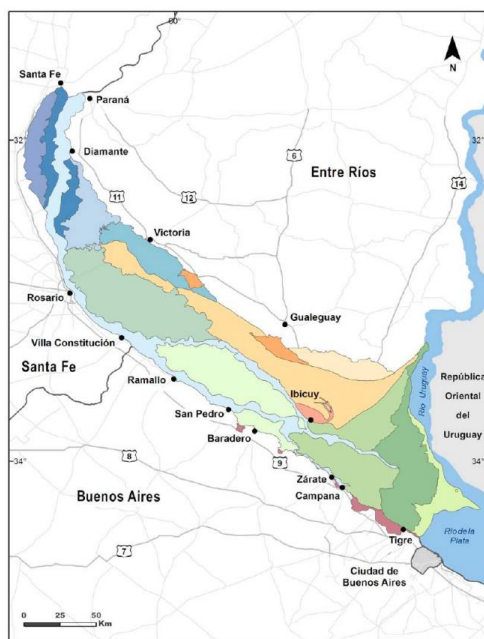 60°
Santa Fe
N
Paraná
32°
32°
Diamante
6
Entre Ríos
14
11
12
Victoria
Rosario
Gualeguay
Villa Constitución
Santa Fe
Río Uruguay
República
Oriental
del
Uruguay
Ramallo
Ibicuy
San Pedro
Baradero
34°
34°
8
9
Zárate
Campana
Buenos Aires
Río de la
Plata
7
Tigre
Ciudad de
Buenos Aires
0 25 50
Km